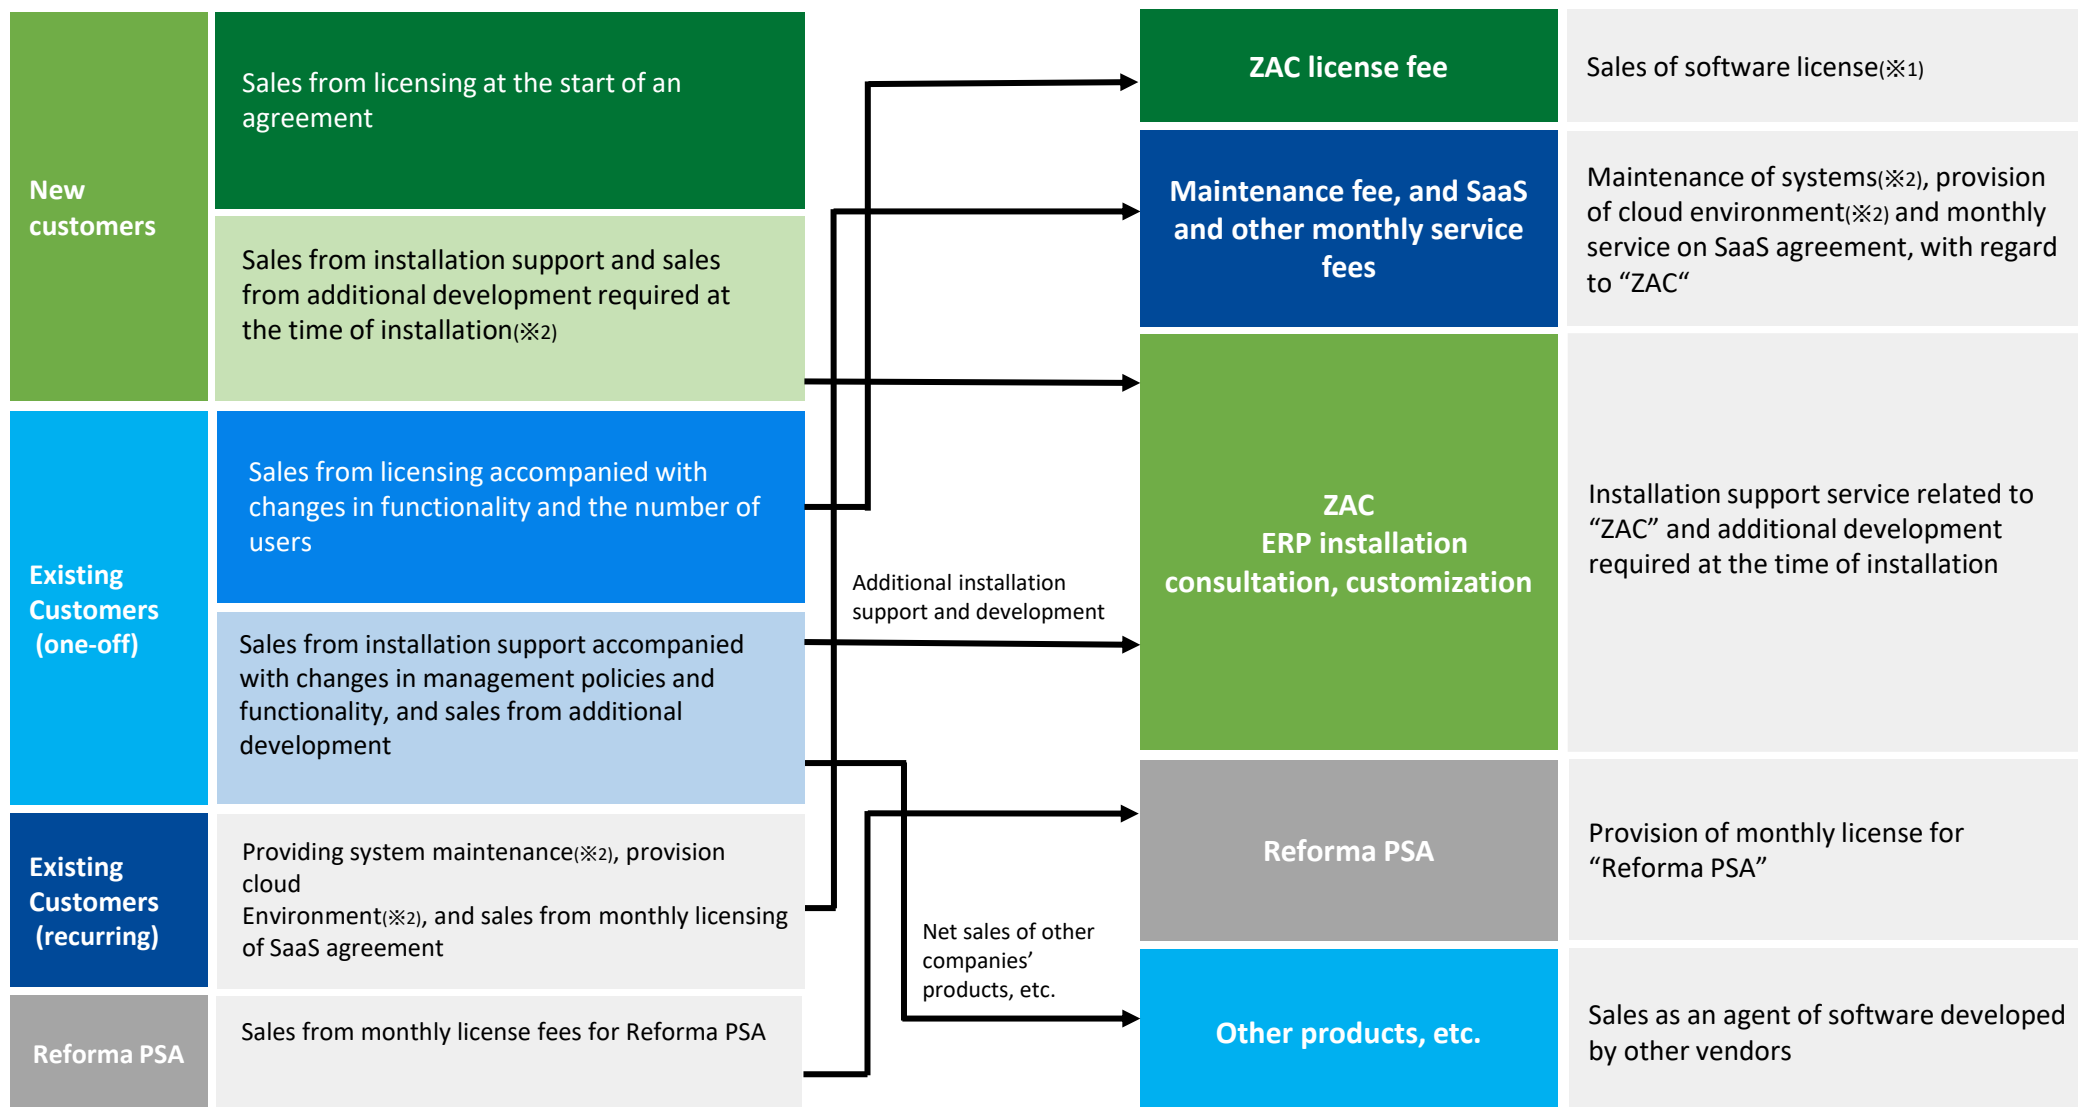 New
customers
Sales from licensing at the start of an
agreement
Sales from installation support and sales
from additional development required at
the time of installation(※2)
Existing
Customers
(one-off)
Sales from licensing accompanied with
changes in functionality and the number of
users
Sales from installation support accompanied
with changes in management policies and
functionality, and sales from additional
development
Existing
Customers
(recurring)
Providing system maintenance(※2), provision
cloud
Environment(※2), and sales from monthly licensing
of SaaS agreement
Reforma PSA
Sales from monthly license fees for Reforma PSA
Additional installation
support and development
Net sales of other
companies’
products, etc.
ZAC license fee
Sales of software license(※1)
Maintenance fee, and SaaS
and other monthly service
fees
Maintenance of systems(※2), provision
of cloud environment(※2) and monthly
service on SaaS agreement, with regard
to “ZAC“
ZAC
ERP installation
consultation, customization
Installation support service related to
“ZAC” and additional development
required at the time of installation
Reforma PSA
Provision of monthly license for
“Reforma PSA”
Other products, etc.
Sales as an agent of software developed
by other vendors